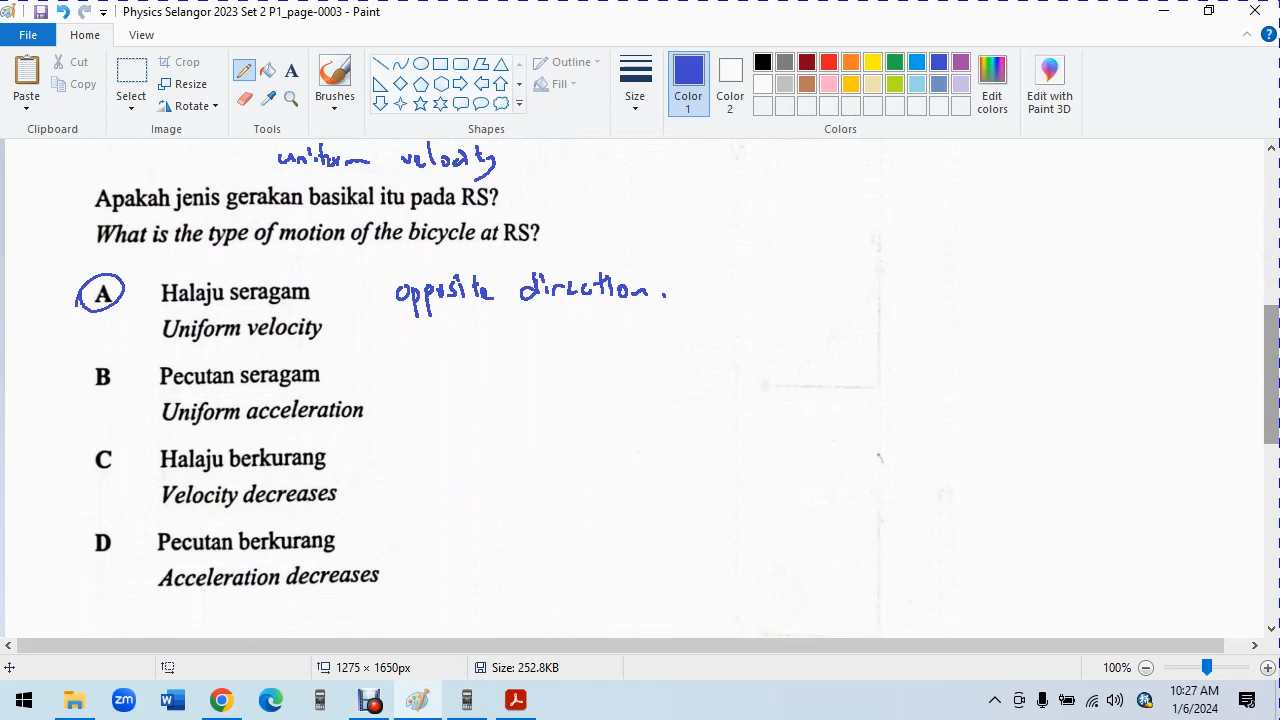 Physics Selangor 2023 Set 2 P1_page-0003 - Paint
File Home View
Paste Cut Copy Clipboard
Select Crop Resize Rotate Image
A Tools
Brushes
Outline Fill Shapes
Size
Color 1 Color 2 Edit colors Colors
Edit with Paint 3D
uniform velocity
Apakah jenis gerakan basikal itu pada RS?
What is the type of motion of the bicycle at RS?
A Halaju seragam opposite direction.
Uniform velocity
B Pecutan seragam
Uniform acceleration
C Halaju berkurang
Velocity decreases
D Pecutan berkurang
Acceleration decreases
1275 × 1650px Size: 252.8KB 100%
zm W
10:27 AM
1/6/2024